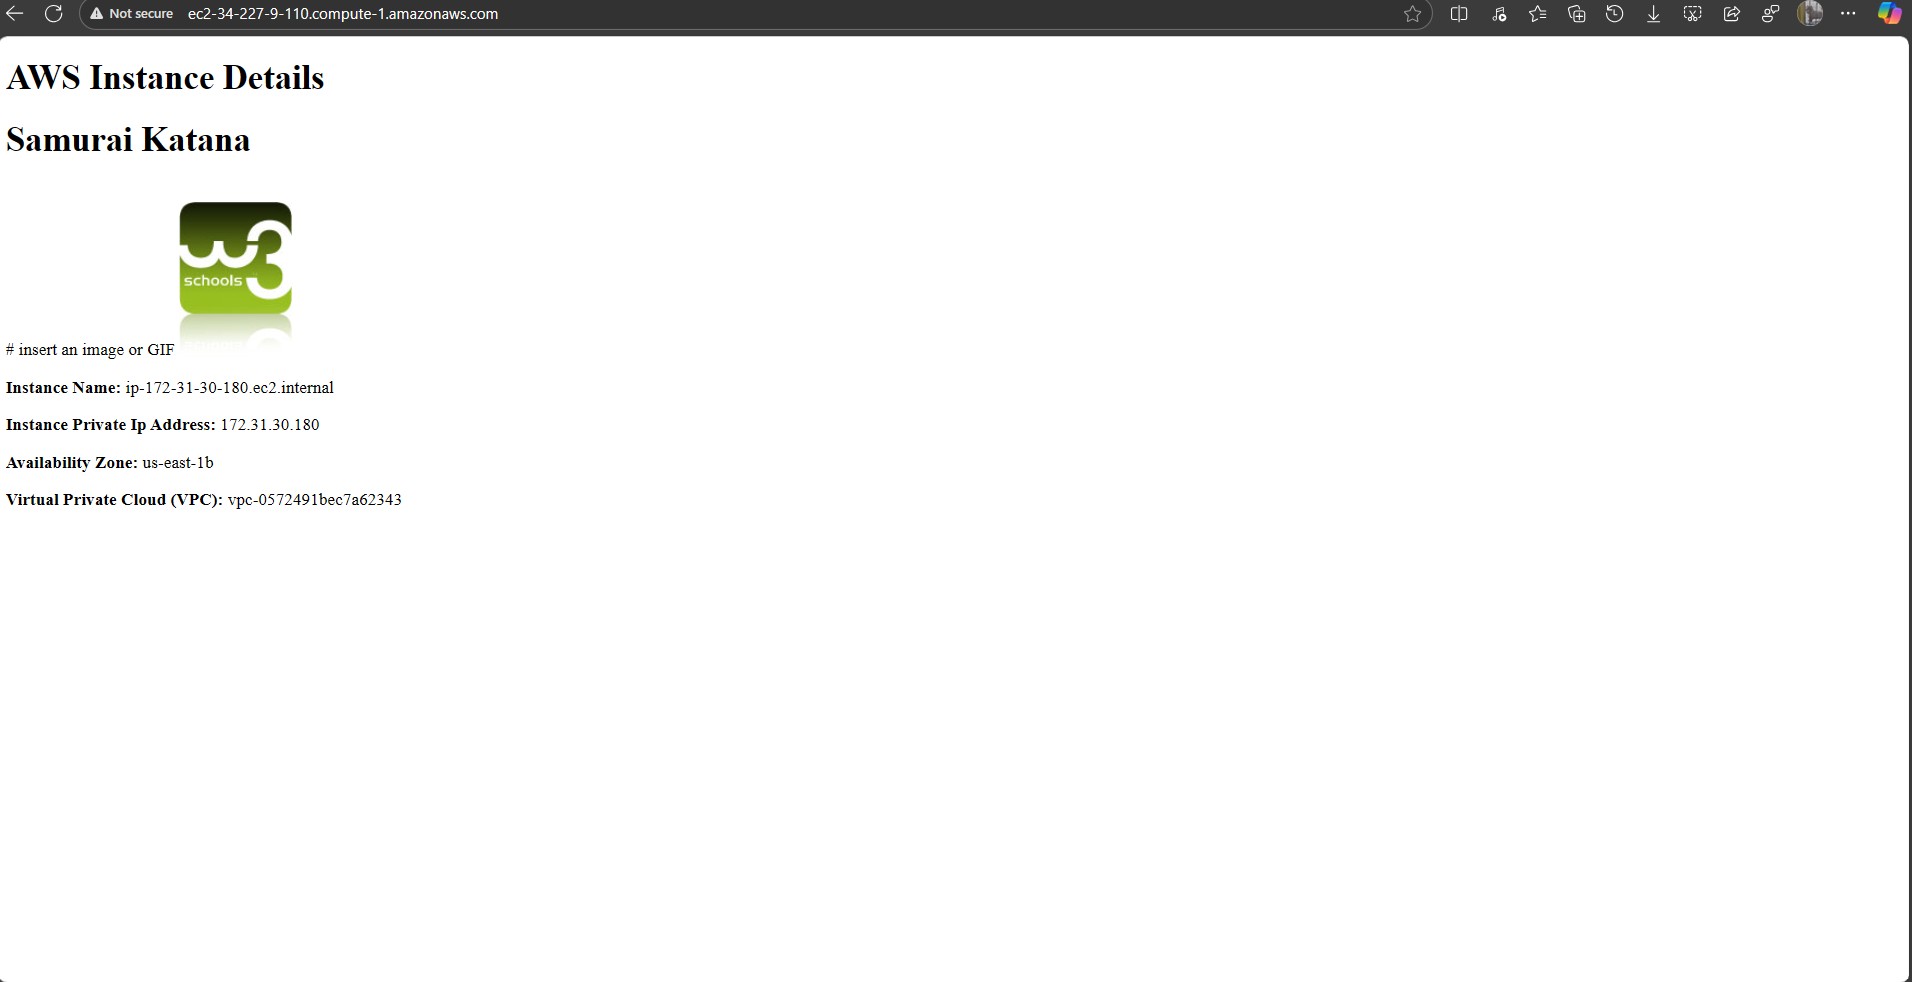 Not secure ec2-34-227-9-110.compute-1.amazonaws.com
AWS Instance Details
Samurai Katana
w3
schools
# insert an image or GIF
Instance Name: ip-172-31-30-180.ec2.internal
Instance Private Ip Address: 172.31.30.180
Availability Zone: us-east-1b
Virtual Private Cloud (VPC): vpc-0572491bec7a62343